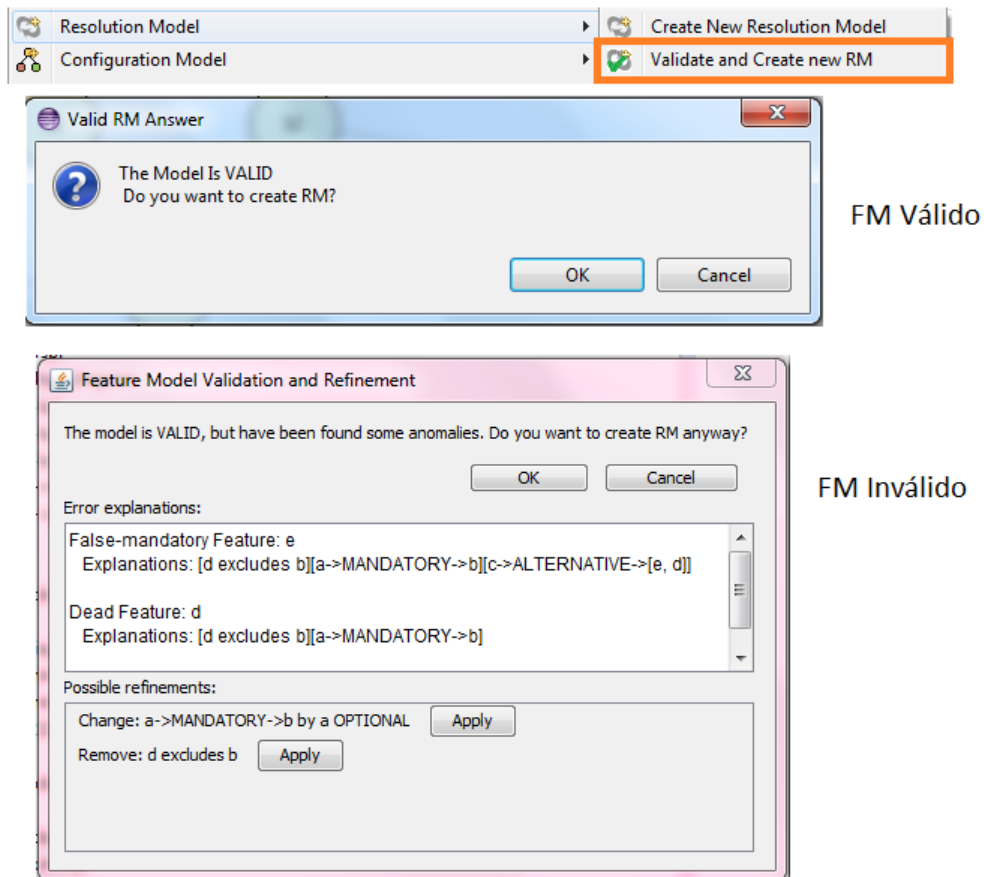 Resolution Model
Create New Resolution Model
Configuration Model
Validate and Create new RM
Valid RM Answer
The Model Is VALID
Do you want to create RM?
FM Válido
OK
Cancel
Feature Model Validation and Refinement
The model is VALID, but have been found some anomalies. Do you want to create RM anyway?
OK
Cancel
FM Inválido
Error explanations:
False-mandatory Feature: e
Explanations: [d excludes b][a->MANDATORY->b][c->ALTERNATIVE->[e, d]]
Dead Feature: d
Explanations: [d excludes b][a->MANDATORY->b]
Possible refinements:
Change: a->MANDATORY->b by a OPTIONAL
Apply
Remove: d excludes b
Apply